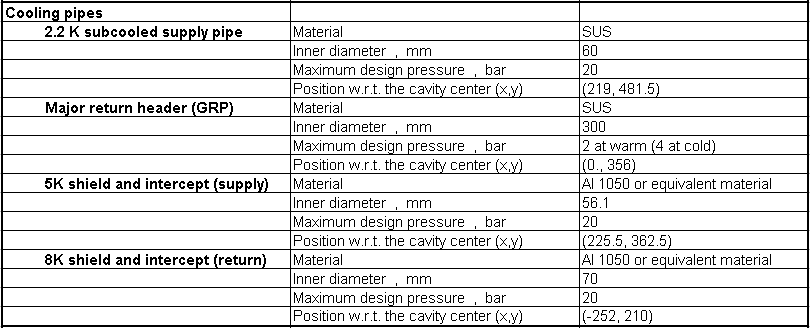 Cooling pipes
2.2 K subcooled supply pipe Material SUS
Inner diameter , mm 60
Maximum design pressure , bar 20
Position w.r.t. the cavity center (x,y) (219, 481.5)
Major return header (GRP) Material SUS
Inner diameter , mm 300
Maximum design pressure , bar 2 at warm (4 at cold)
Position w.r.t. the cavity center (x,y) (0., 356)
5K shield and intercept (supply) Material Al 1050 or equivalent material
Inner diameter , mm 56.1
Maximum design pressure , bar 20
Position w.r.t. the cavity center (x,y) (225.5, 362.5)
8K shield and intercept (return) Material Al 1050 or equivalent material
Inner diameter , mm 70
Maximum design pressure , bar 20
Position w.r.t. the cavity center (x,y) (-252, 210)